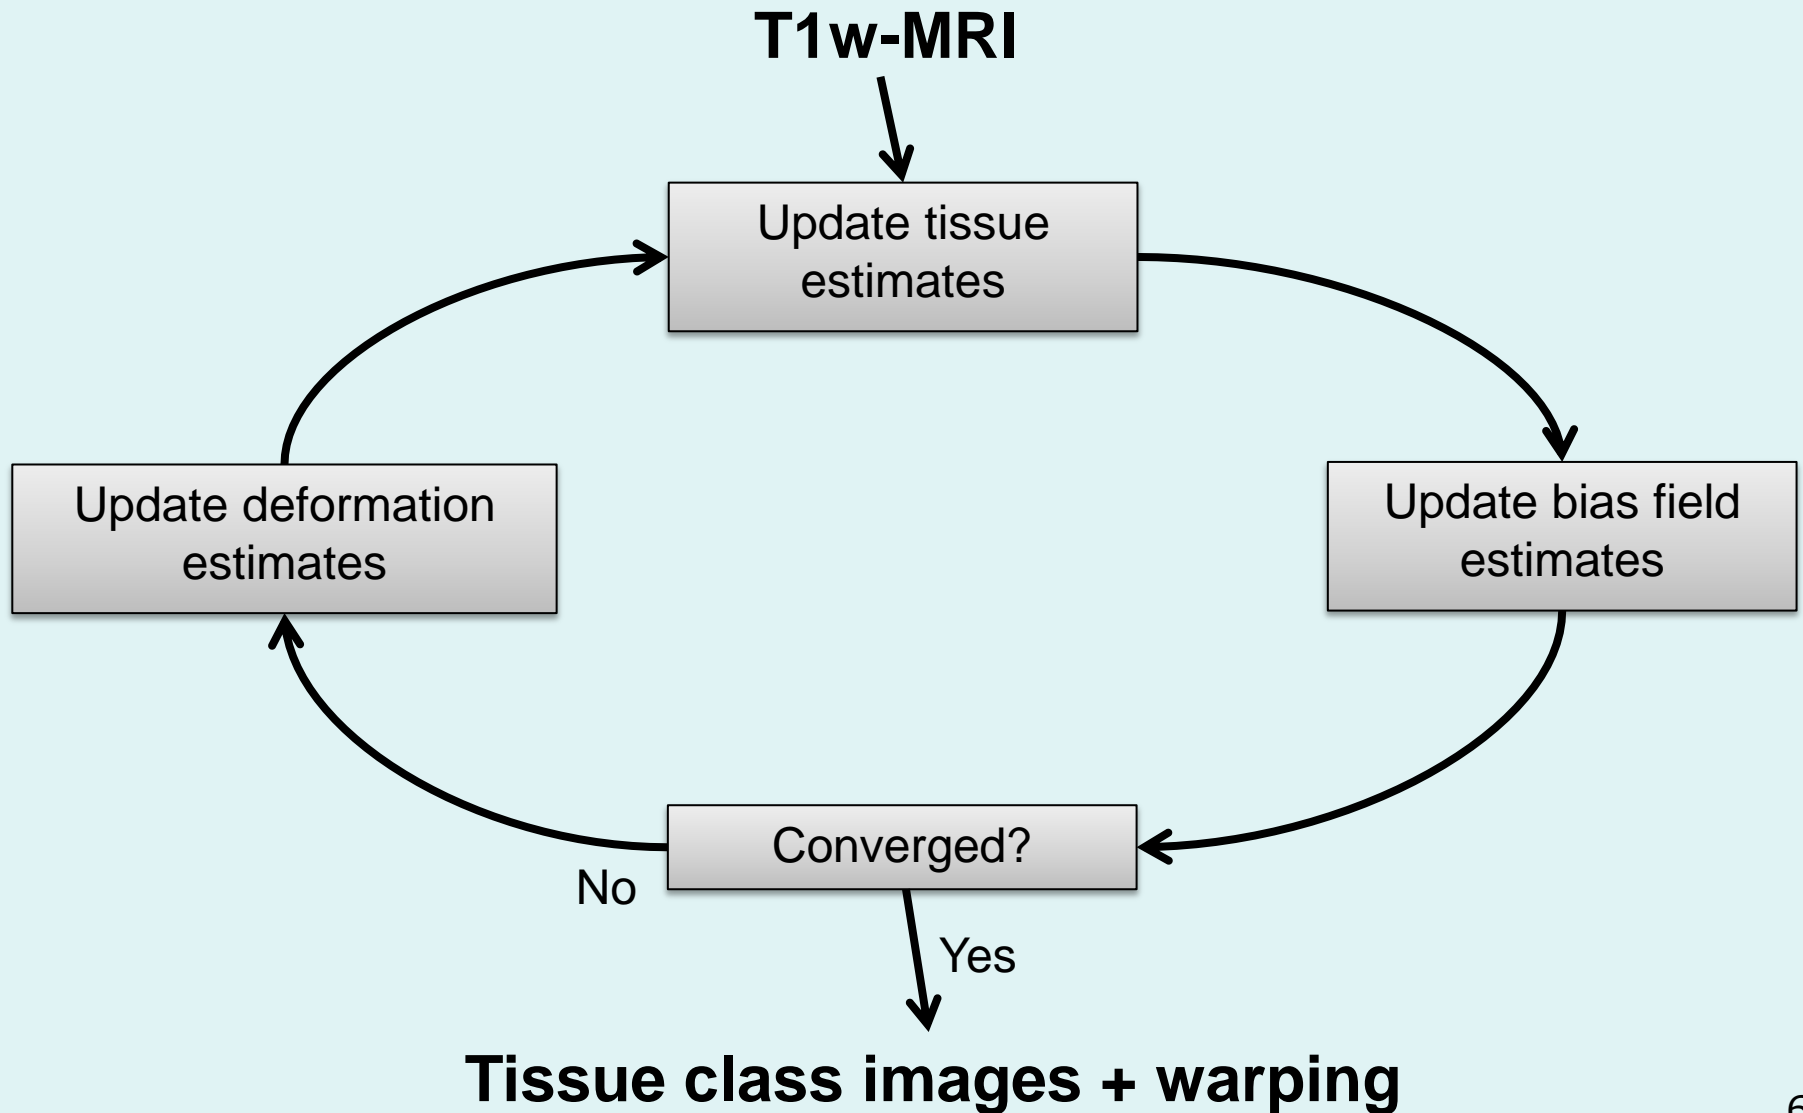 T1w-MRI
Update tissue
estimates
Update deformation
estimates
Update bias field
estimates
Converged?
No
Yes
Tissue class images + warping